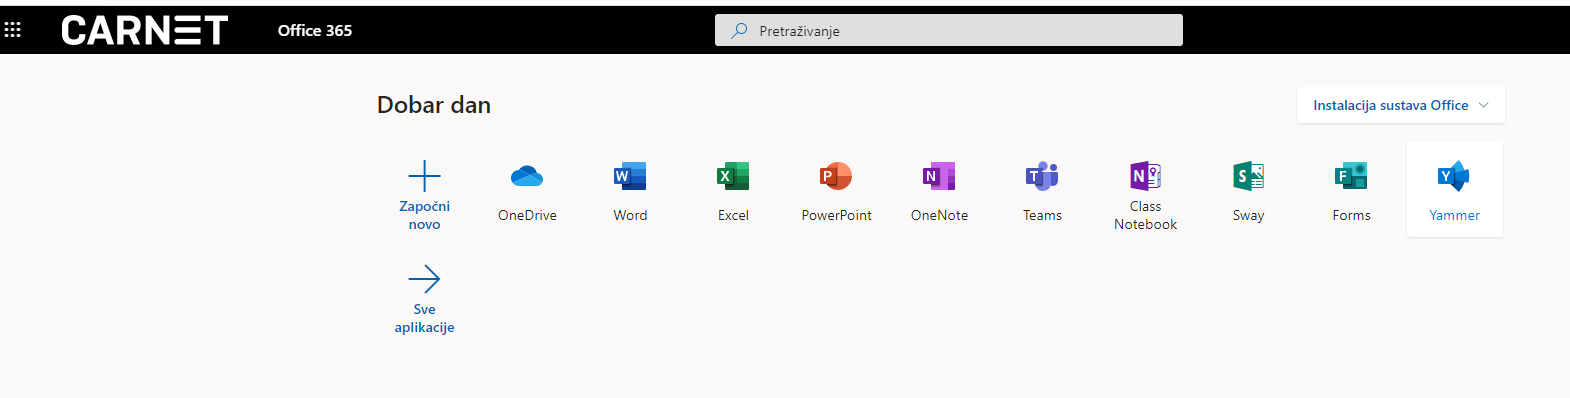 CARNET Office 365 Pretraživanje
Dobar dan
Instalacija sustava Office
Započni
novo
OneDrive
Word
Excel
PowerPoint
OneNote
Teams
Class
Notebook
Sway
Forms
Yammer
Sve
aplikacije